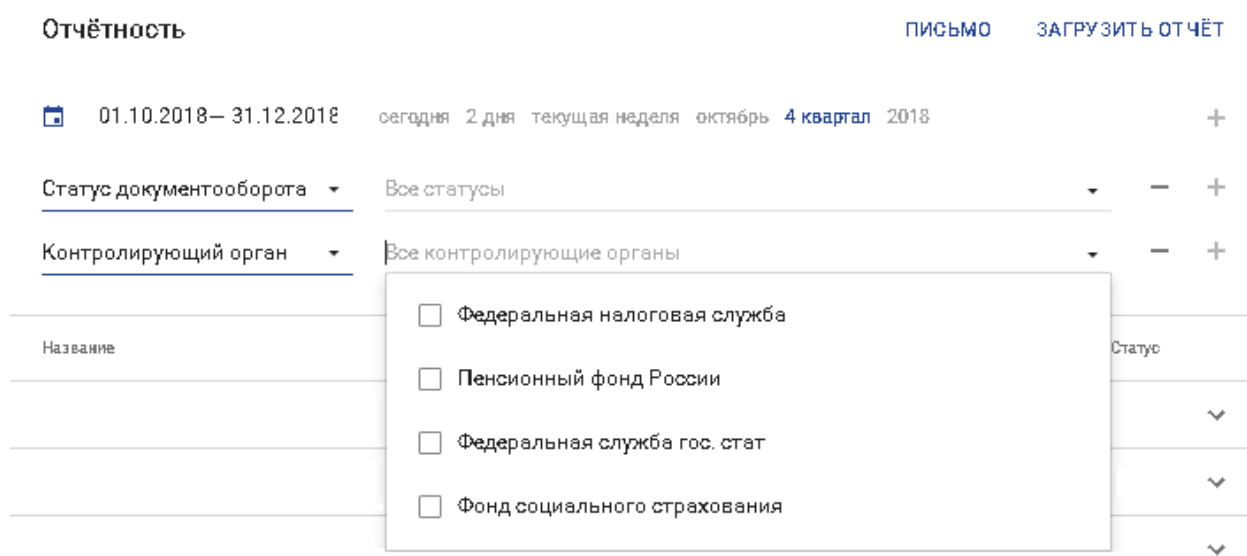 Отчётность ПИСЬМО ЗАГРУЗИТЬ ОТЧЁТ
01.10.2018– 31.12.2018 сегодня 2 дня текущая неделя октябрь 4 квартал 2018
Статус документооборота Все статусы
Контролирующий орган Все контролирующие органы
Федеральная налоговая служба
Название Статус
Пенсионный фонд России
Федеральная служба гос. стат
Фонд социального страхования